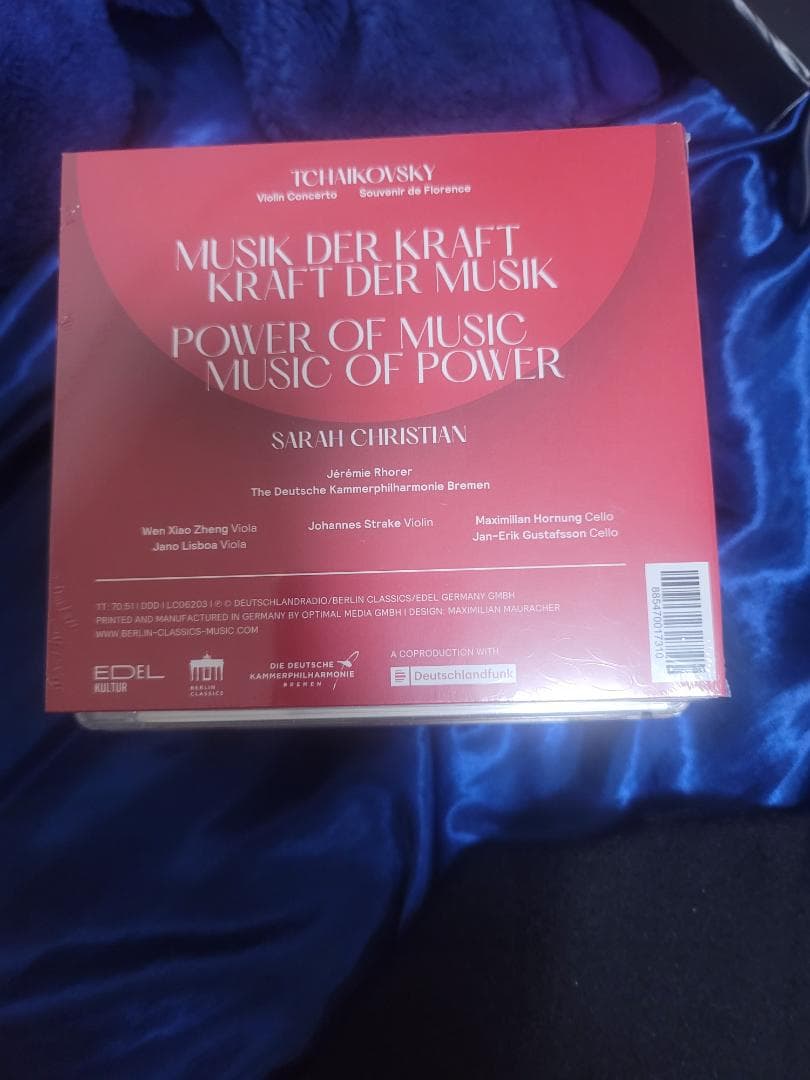 TCHAIKOVSKY
Violin Concerto Souvenir de Florence
MUSIK DER KRAFT
KRAFT DER MUSIK
POWER OF MUSIC
MUSIC OF POWER
SARAH CHRISTIAN
Jérémie Rhorer
The Deutsche Kammerphilharmonie Bremen
Wen Xiao Zheng Viola
Jano Lisboa Viola
Johannes Strake Violin
Maximilian Hornung Cello
Jan-Erik Gustafsson Cello
TT: 70:51 | DDD | LC06203 | ℗ © DEUTSCHLANDRADIO/BERLIN CLASSICS/EDEL GERMANY GMBH
PRINTED AND MANUFACTURED IN GERMANY BY OPTIMAL MEDIA GMBH | DESIGN: MAXIMILIAN MAURACHER
WWW.BERLIN-CLASSICS-MUSIC.COM
EDEL
KULTUR
BERLIN
CLASSICS
DIE DEUTSCHE
KAMMERPHILHARMONIE
BREMEN
A COPRODUCTION WITH
Deutschlandfunk
885470017310